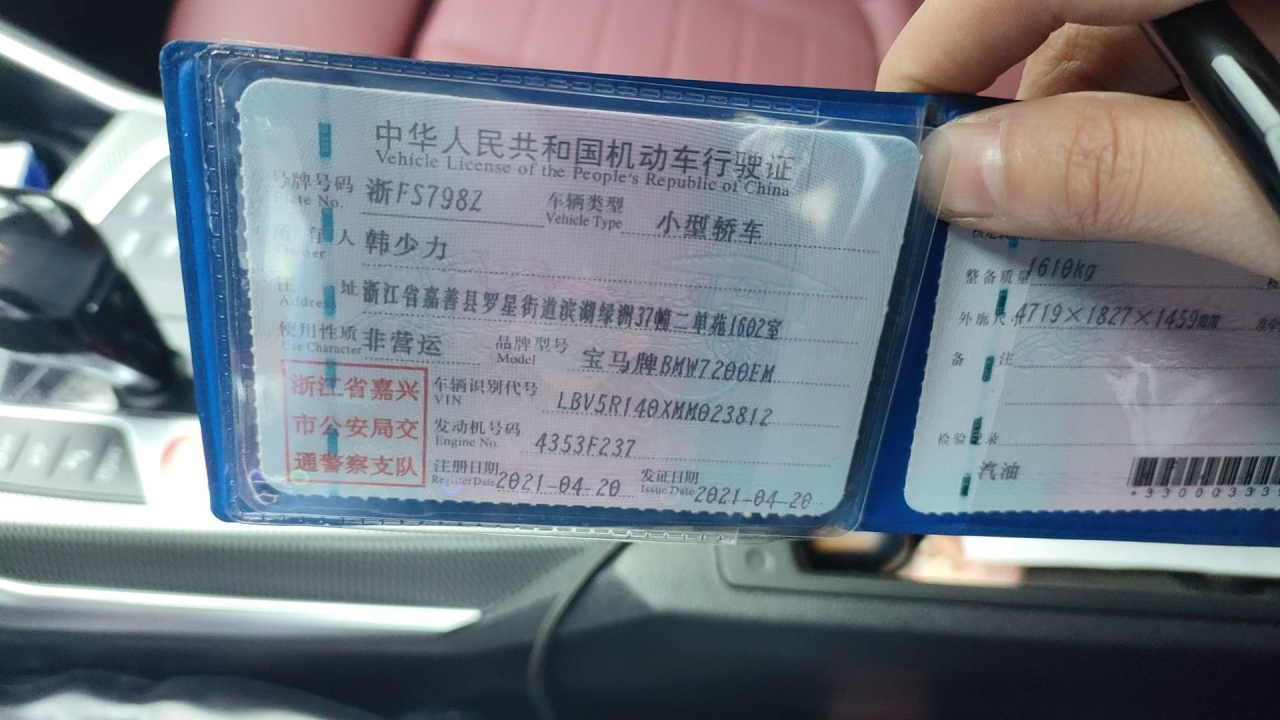 中华人民共和国机动车行驶证
Vehicle License of the People's Republic of China
号牌号码 浙FS7982 车辆类型 小型轿车
Plate No. Vehicle Type
所有人 韩少力
Owner
住址 浙江省嘉善县罗星街道滨湖绿洲37幢二单苑1602室
Address
使用性质 非营运 品牌型号 宝马牌BMW7200EM
Use Character Model
浙江省嘉兴
市公安局交
通警察支队
车辆识别代号 LBV5R140XMM023812
VIN
发动机号码 4353F237
Engine No.
注册日期 2021-04-20 发证日期 2021-04-20
Register Date Issue Date
整备质量 1610kg
外廓尺寸 4719×1827×1459mm
备注
检验记录
汽油